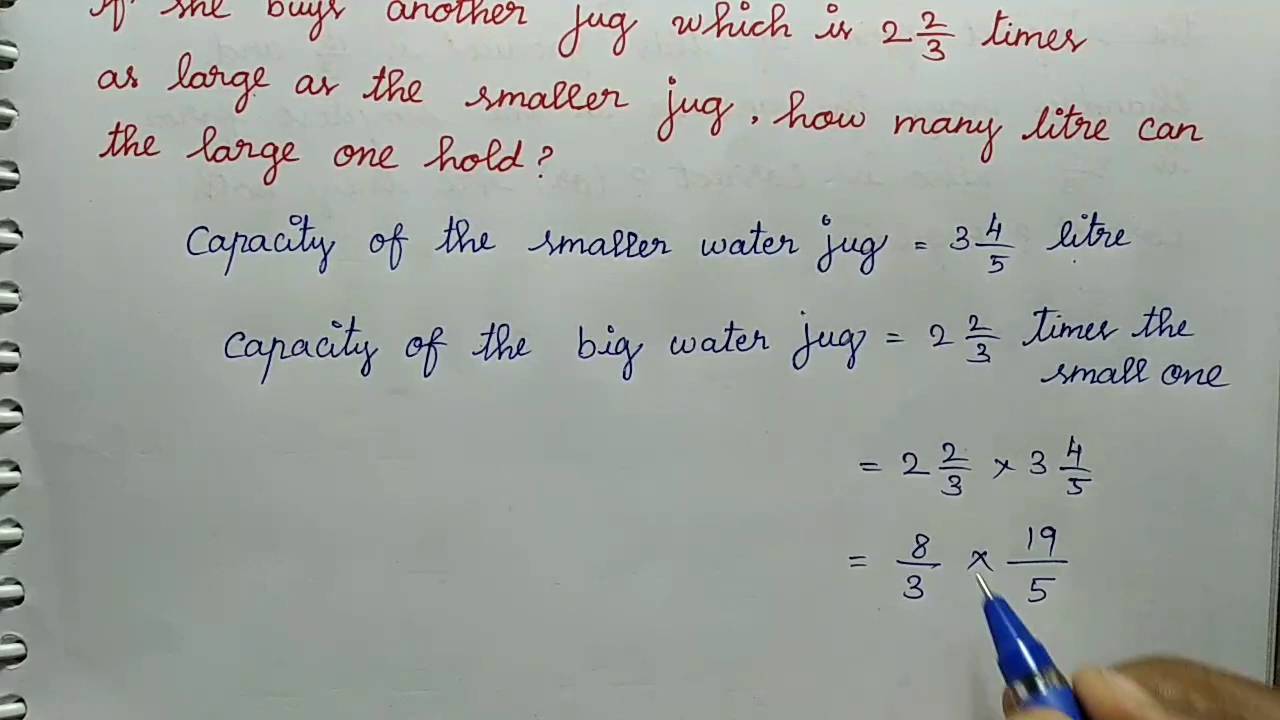 If she buys another jug which is 2 2/3 times
as large as the smaller jug, how many litre can
the large one hold?
Capacity of the smaller water jug = 3 4/5 litre
Capacity of the big water jug = 2 2/3 times the
small one
= 2 2/3 × 3 4/5
= 8/3 × 19/5